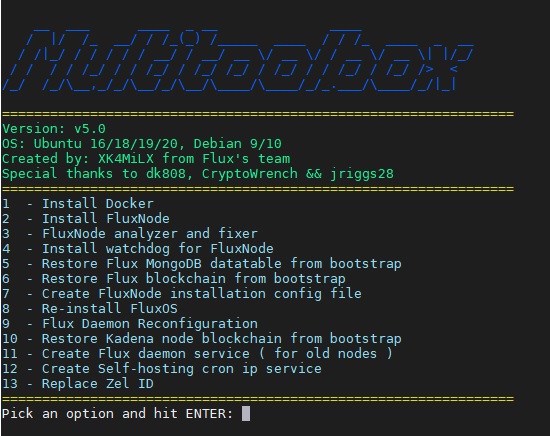 Multitoolbox
================================================================
Version: v5.0
OS: Ubuntu 16/18/19/20, Debian 9/10
Created by: XK4MiLX from Flux's team
Special thanks to dk808, CryptoWrench && jriggs28
================================================================
1  - Install Docker
2  - Install FluxNode
3  - FluxNode analyzer and fixer
4  - Install watchdog for FluxNode
5  - Restore Flux MongoDB datatable from bootstrap
6  - Restore Flux blockchain from bootstrap
7  - Create FluxNode installation config file
8  - Re-install FluxOS
9  - Flux Daemon Reconfiguration
10 - Restore Kadena node blockchain from bootstrap
11 - Create Flux daemon service ( for old nodes )
12 - Create Self-hosting cron ip service
13 - Replace Zel ID
================================================================
Pick an option and hit ENTER: